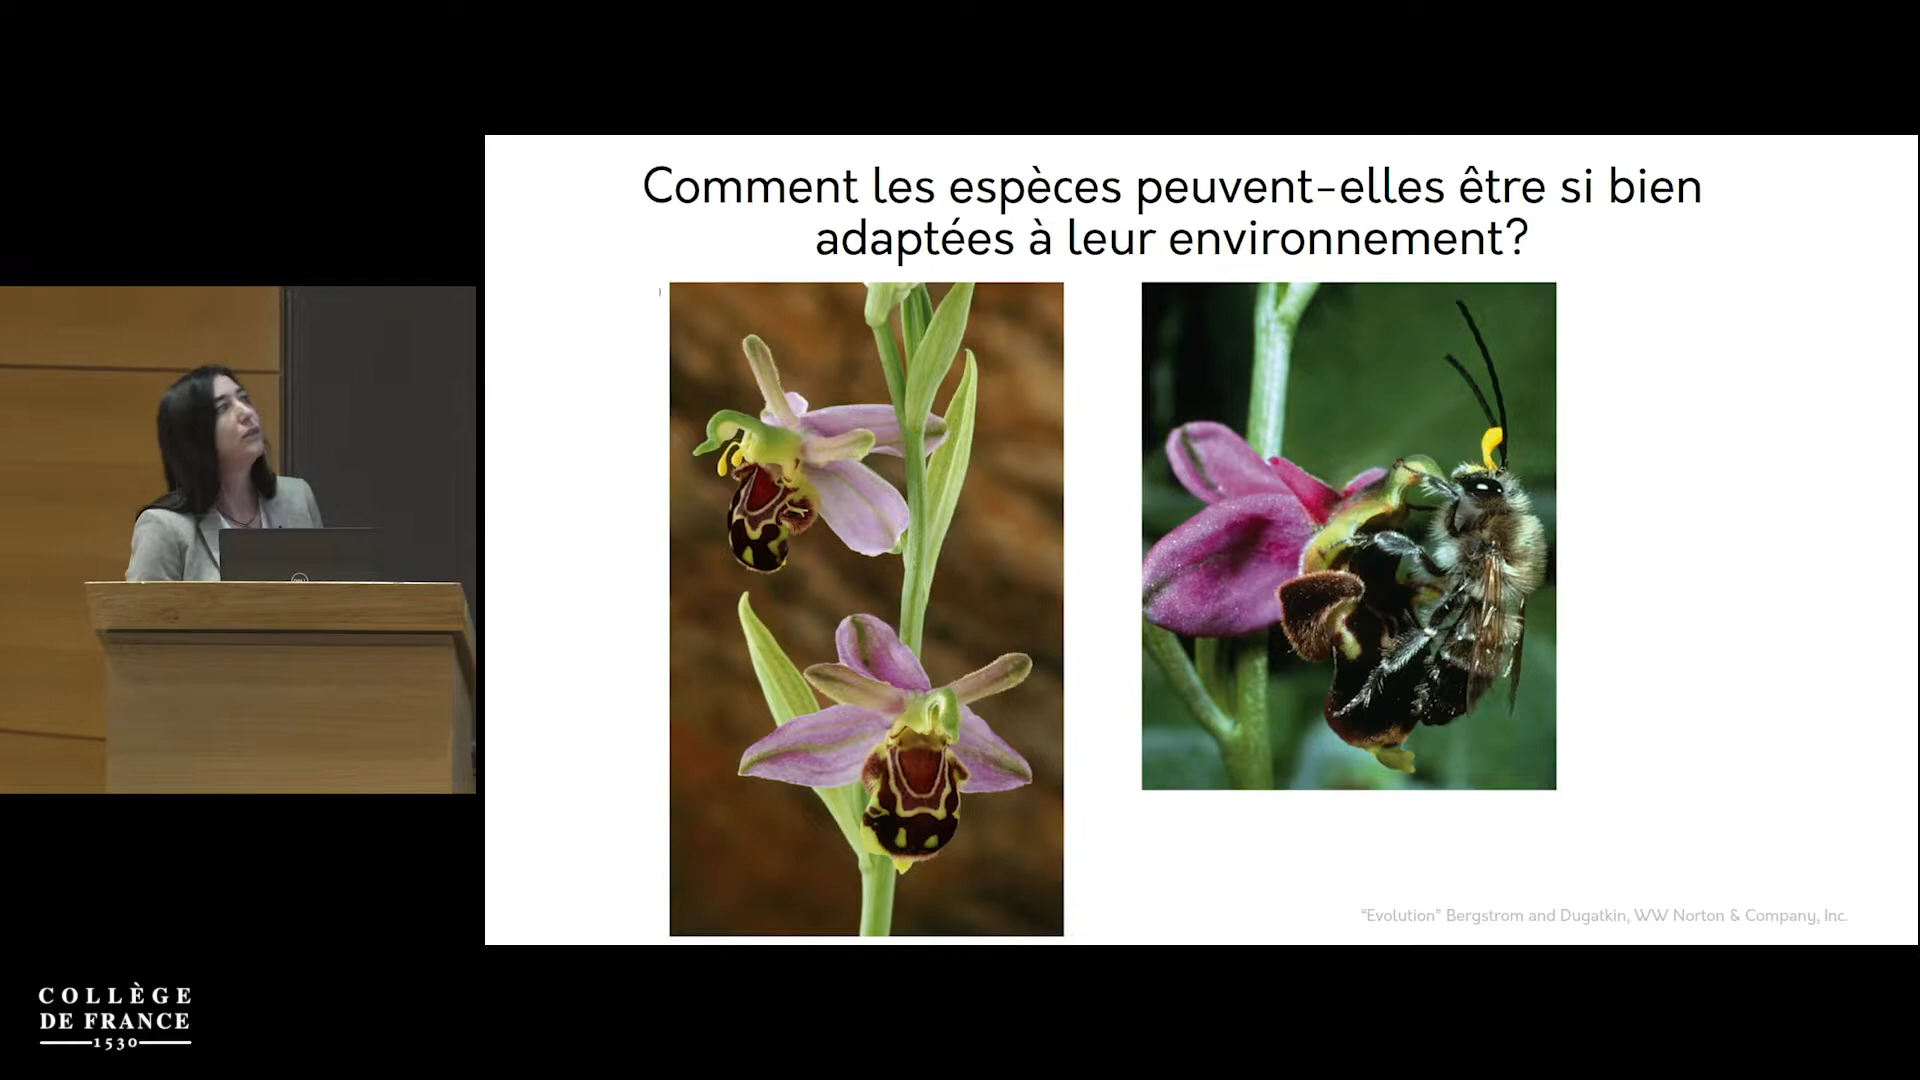 Comment les espèces peuvent-elles être si bien
adaptées à leur environnement?
“Evolution” Bergstrom and Dugatkin, WW Norton & Company, Inc.
COLLÈGE
DE FRANCE
1530